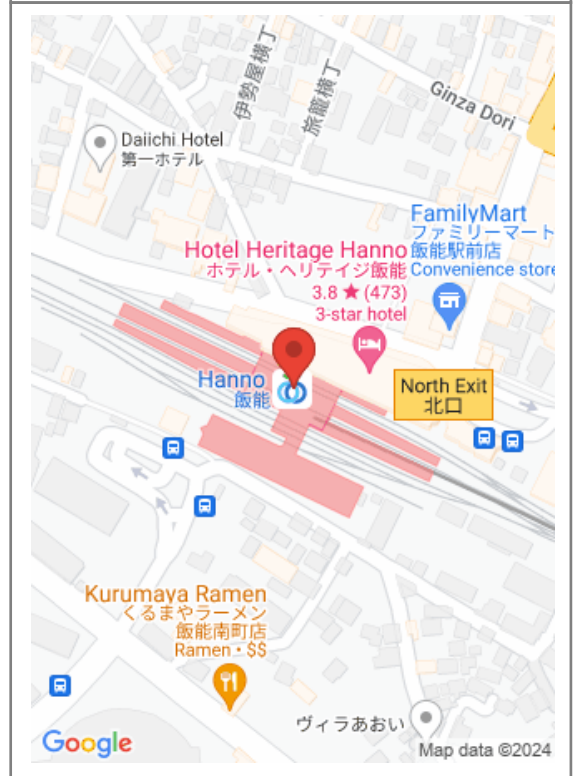 伊勢屋横丁
旅籠横丁
Ginza Dori
Daiichi Hotel
第一ホテル
FamilyMart
ファミリーマート
飯能駅前店
Convenience store
Hotel Heritage Hanno
ホテル・ヘリテイジ飯能
3.8 ★ (473)
3-star hotel
Hanno
飯能
North Exit
北口
Kurumaya Ramen
くるまやラーメン
飯能南町店
Ramen • $$
ヴィラあおい
Google
Map data ©2024